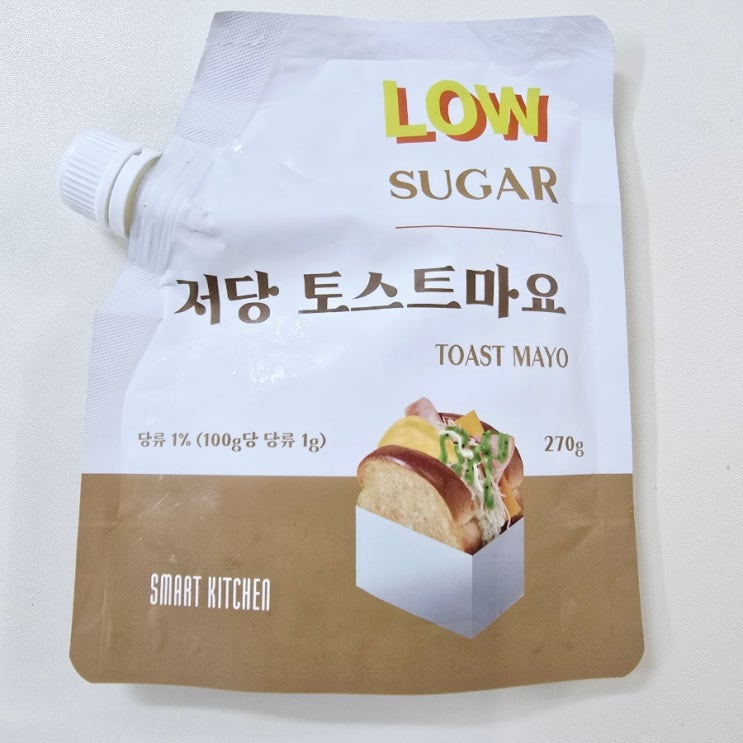 LOW
SUGAR
저당 토스트마요
TOAST MAYO
당류 1% (100g당 당류 1g)
270g
SMART KITCHEN